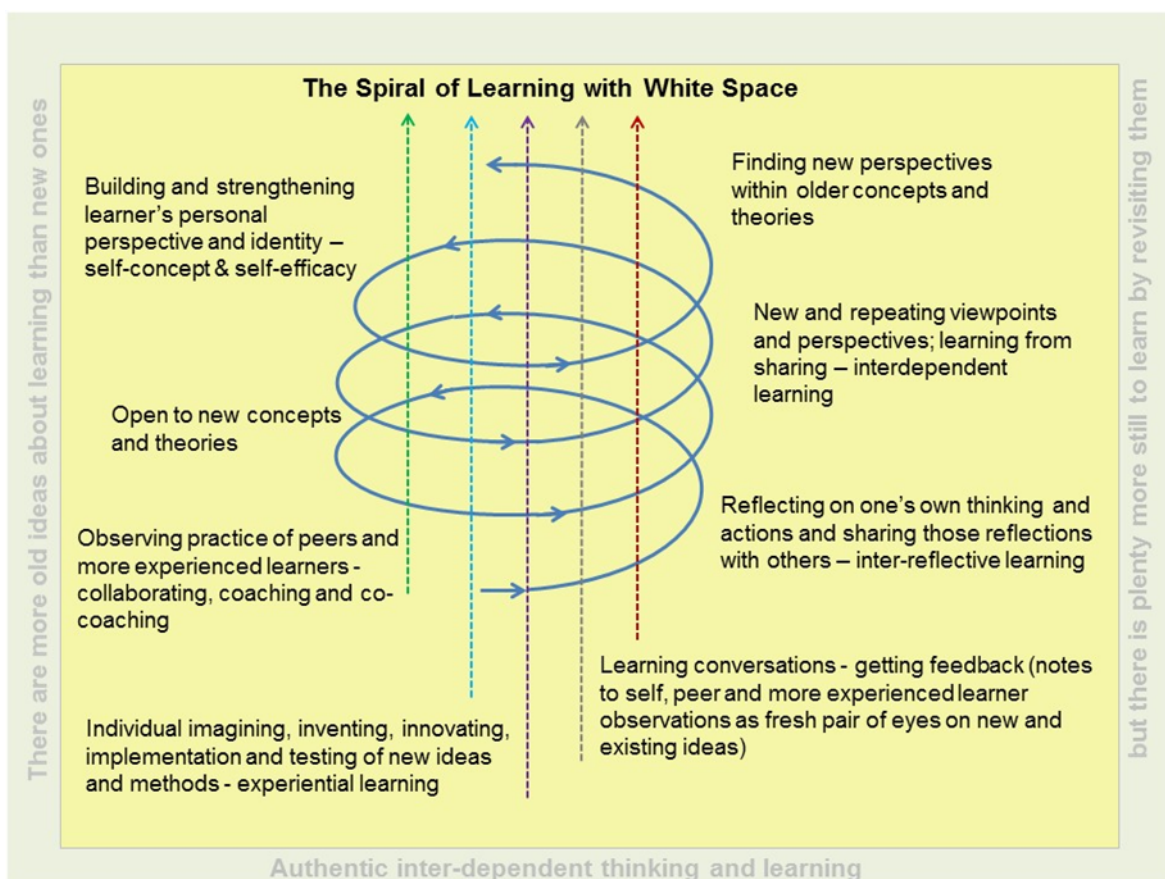 The Spiral of Learning with White Space
Building and strengthening
learner's personal
perspective and identity –
self-concept & self-efficacy
Finding new perspectives
within older concepts and
theories
New and repeating viewpoints
and perspectives; learning from
sharing – interdependent
learning
Open to new concepts
and theories
Reflecting on one's own thinking and
actions and sharing those reflections
with others – inter-reflective learning
Observing practice of peers and
more experienced learners -
collaborating, coaching and co-
coaching
Learning conversations - getting feedback (notes
to self, peer and more experienced learner
observations as fresh pair of eyes on new and
existing ideas)
Individual imagining, inventing, innovating,
implementation and testing of new ideas
and methods - experiential learning
There are more old ideas about learning than new ones
but there is plenty more still to learn by revisiting them
Authentic inter-dependent thinking and learning